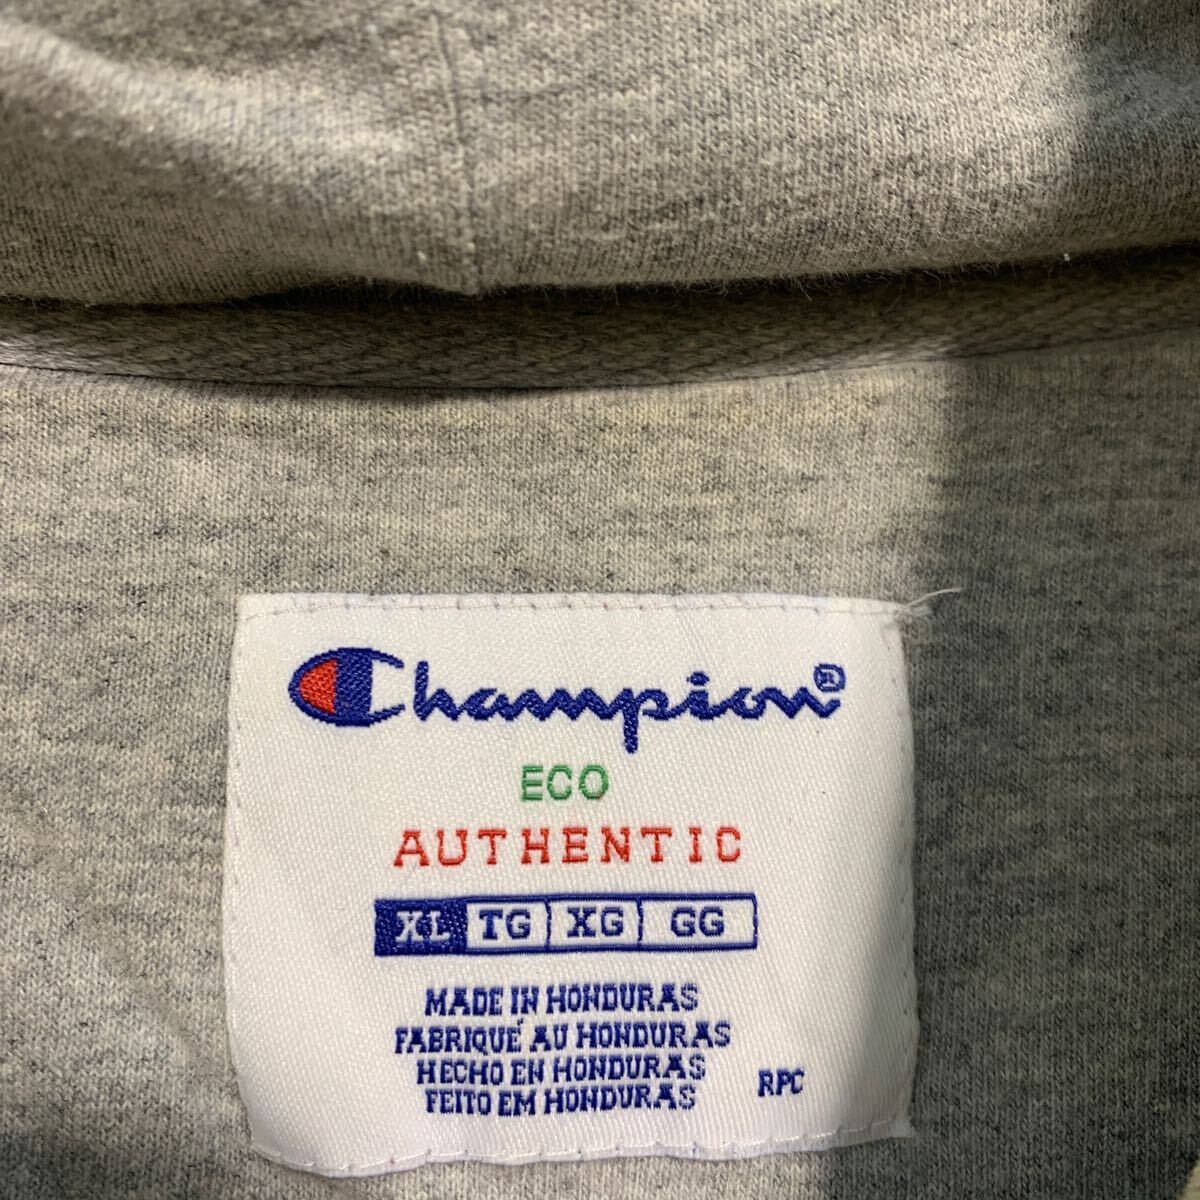 Champion®
ECO
AUTHENTIC
XL TG XG GG
MADE IN HONDURAS
FABRIQUÉ AU HONDURAS
HECHO EN HONDURAS
FEITO EM HONDURAS
RPC